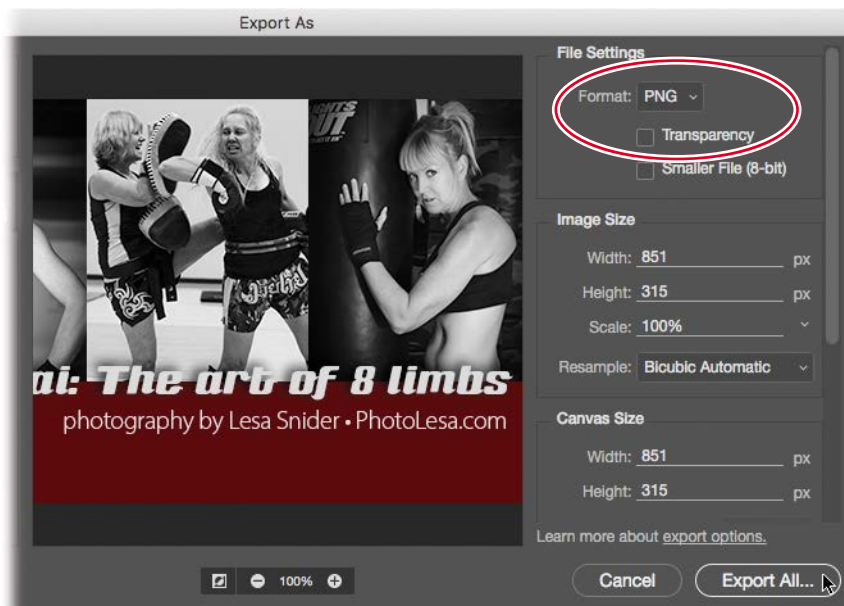 Export As
GHTS
OUT
ai: The art of 8 limbs
photography by Lesa Snider • PhotoLesa.com
100%
File Settings
Format: PNG
Transparency
Smaller File (8-bit)
Image Size
Width: 851 px
Height: 315 px
Scale: 100%
Resample: Bicubic Automatic
Canvas Size
Width: 851 px
Height: 315 px
Learn more about export options.
Cancel
Export All...